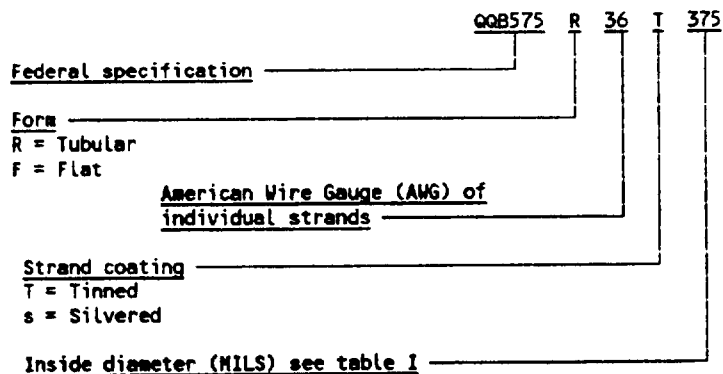 QQB575 R 36 T 375
Federal specification
Form
R = Tubular
F = Flat
American Wire Gauge (AWG) of
individual strands
Strand coating
T = Tinned
s = Silvered
Inside diameter (MILS) see table I